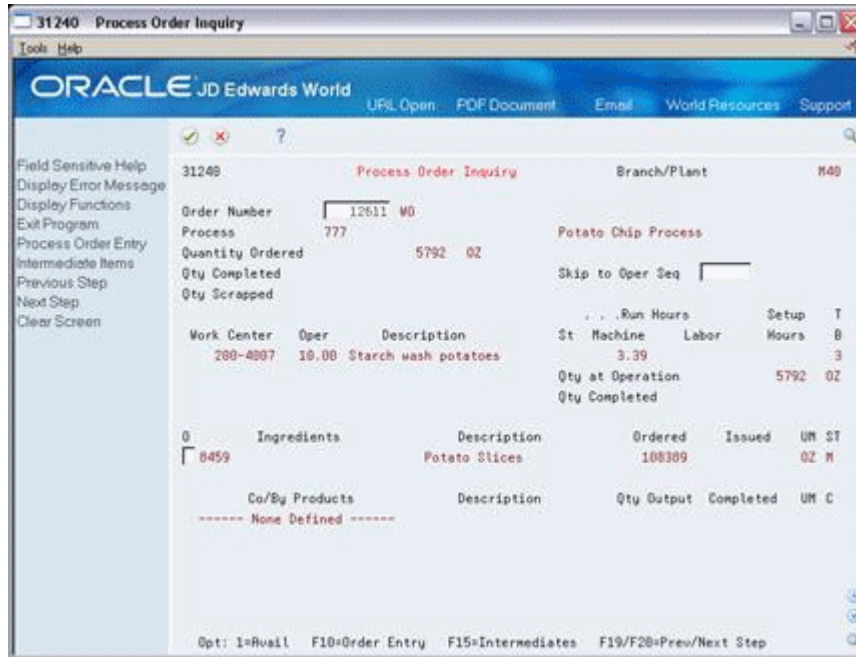 31240 Process Order Inquiry
Tools Help
ORACLE JD Edwards World
URL Open PDF Document Email World Resources Support
?
Field Sensitive Help
Display Error Message
Display Functions
Exit Program
Process Order Entry
Intermediate Items
Previous Step
Next Step
Clear Screen
31240 Process Order Inquiry Branch/Plant M40
Order Number 12611 WO
Process 777 Potato Chip Process
Quantity Ordered 5792 OZ
Qty Completed Skip to Oper Seq
Qty Scrapped
. . .Run Hours Setup T
Work Center Oper Description St Machine Labor Hours B
200-4007 10.00 Starch wash potatoes 3.39 3
Qty at Operation 5792 OZ
Qty Completed
O Ingredients Description Ordered Issued UM ST
8459 Potato Slices 108389 OZ M
Co/By Products Description Qty Output Completed UM C
------ None Defined ------
Opt: 1=Avail F10=Order Entry F15=Intermediates F19/F20=Prev/Next Step